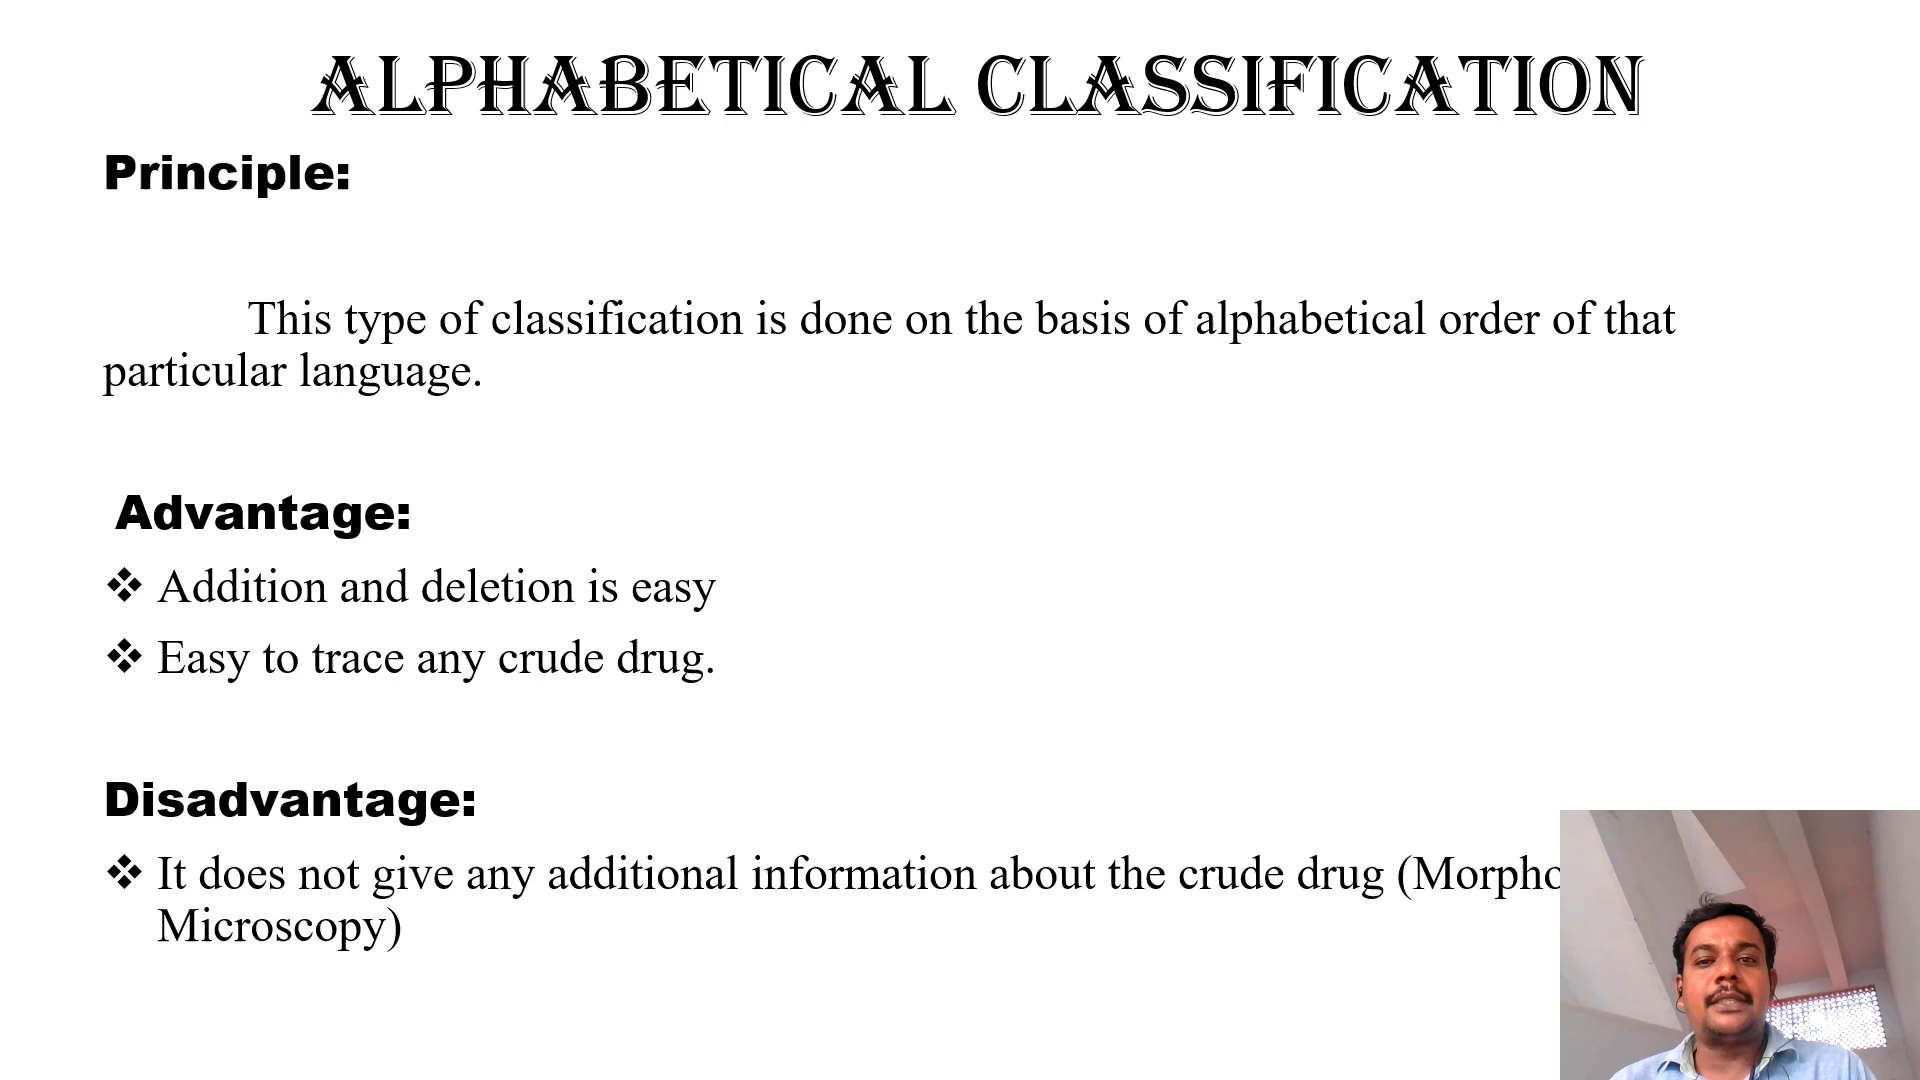 ALPHABETICAL CLASSIFICATION
Principle:
This type of classification is done on the basis of alphabetical order of that
particular language.
Advantage:
❖ Addition and deletion is easy
❖ Easy to trace any crude drug.
Disadvantage:
❖ It does not give any additional information about the crude drug (
Microscopy)